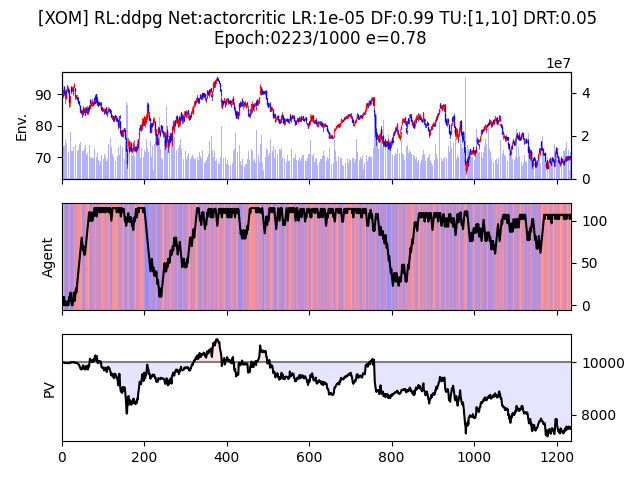 [XOM] RL:ddpg Net:actorcritic LR:1e-05 DF:0.99 TU:[1,10] DRT:0.05
Epoch:0223/1000 e=0.78
1e7
Env.
90
80
70
4
2
0
Agent
100
50
0
PV
10000
8000
0 200 400 600 800 1000 1200